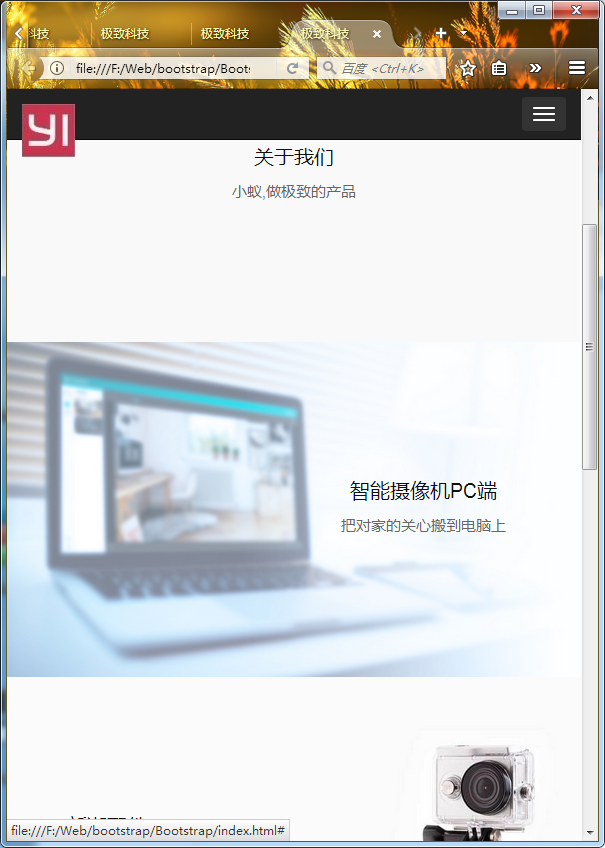 科技
极致科技
极致科技
极致科技
file:///F:/Web/bootstrap/Boots
百度 <Ctrl+K>
YI
关于我们
小蚁,做极致的产品
智能摄像机PC端
把对家的关心搬到电脑上
file:///F:/Web/bootstrap/Bootstrap/index.html#